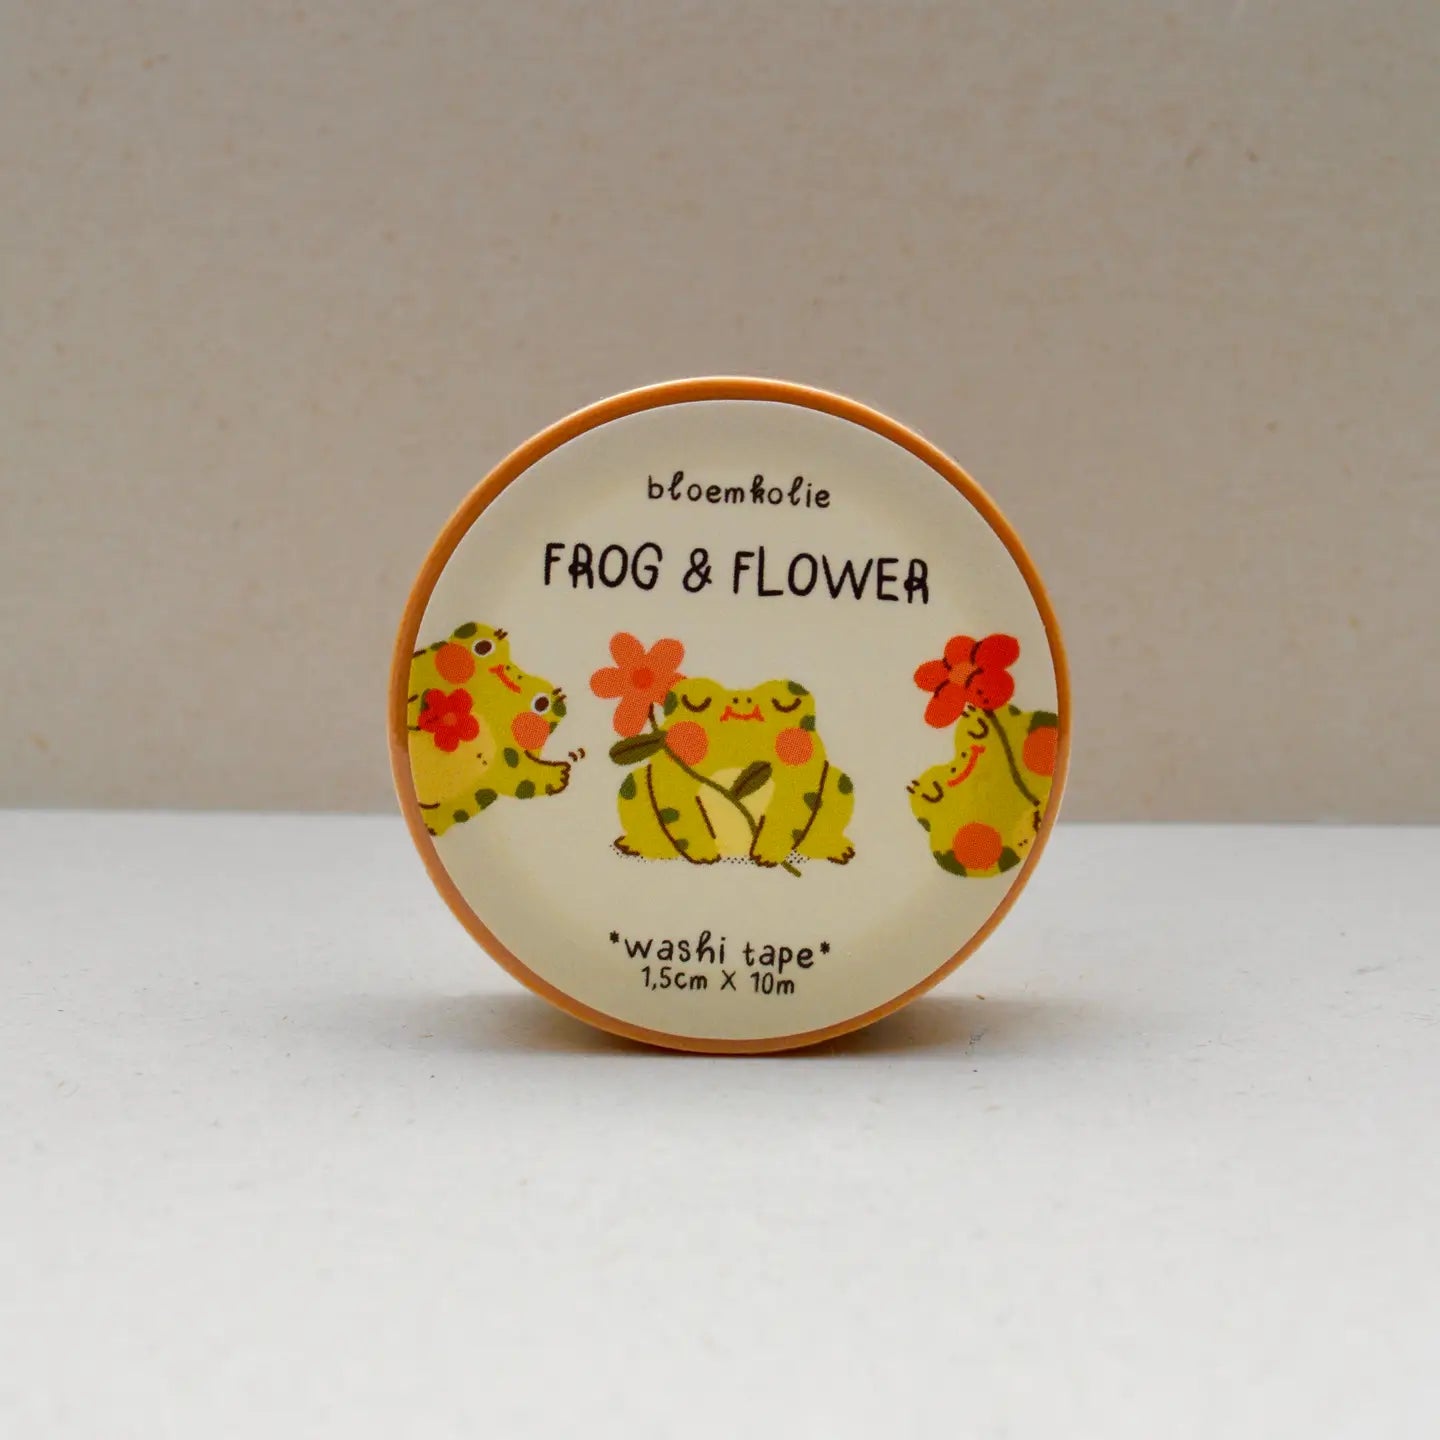 bloemkolie
FROG & FLOWER
*washi tape*
1,5cm X 10m